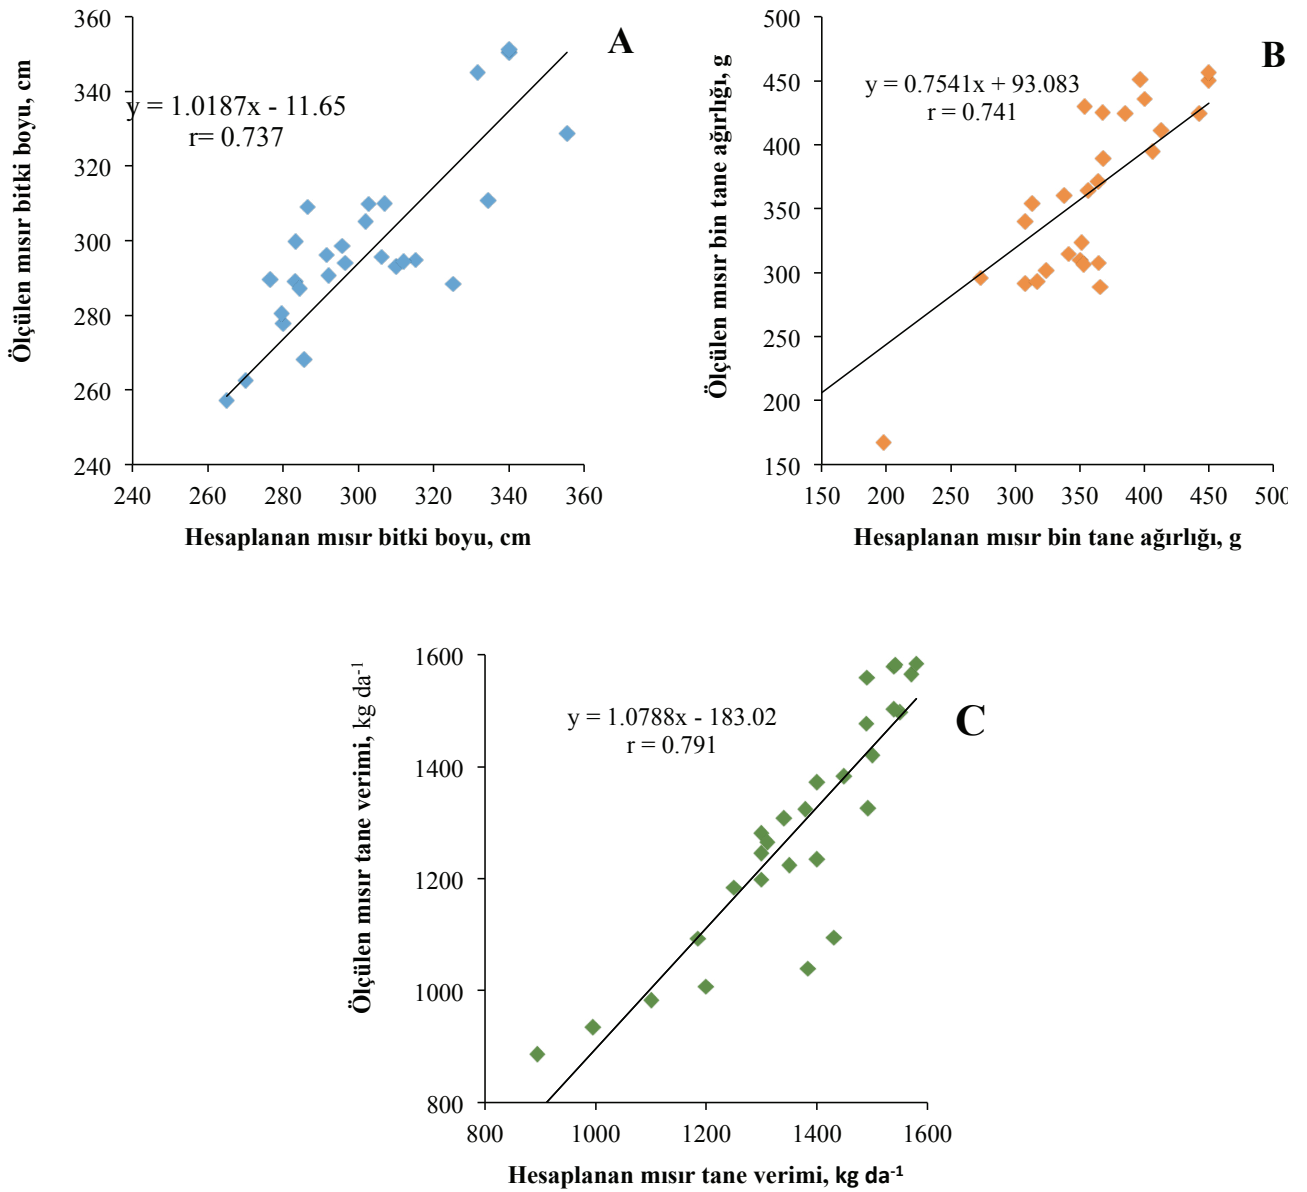 A
y = 1.0187x - 11.65
r= 0.737
Ölçülen mısır bitki boyu, cm
360
340
320
300
280
260
240
240 260 280 300 320 340 360
Hesaplanan mısır bitki boyu, cm
B
y = 0.7541x + 93.083
r = 0.741
Ölçülen mısır bin tane ağırlığı, g
500
450
400
350
300
250
200
150
150 200 250 300 350 400 450 500
Hesaplanan mısır bin tane ağırlığı, g
C
y = 1.0788x - 183.02
r = 0.791
Ölçülen mısır tane verimi, kg da-1
1600
1400
1200
1000
800
800 1000 1200 1400 1600
Hesaplanan mısır tane verimi, kg da-1